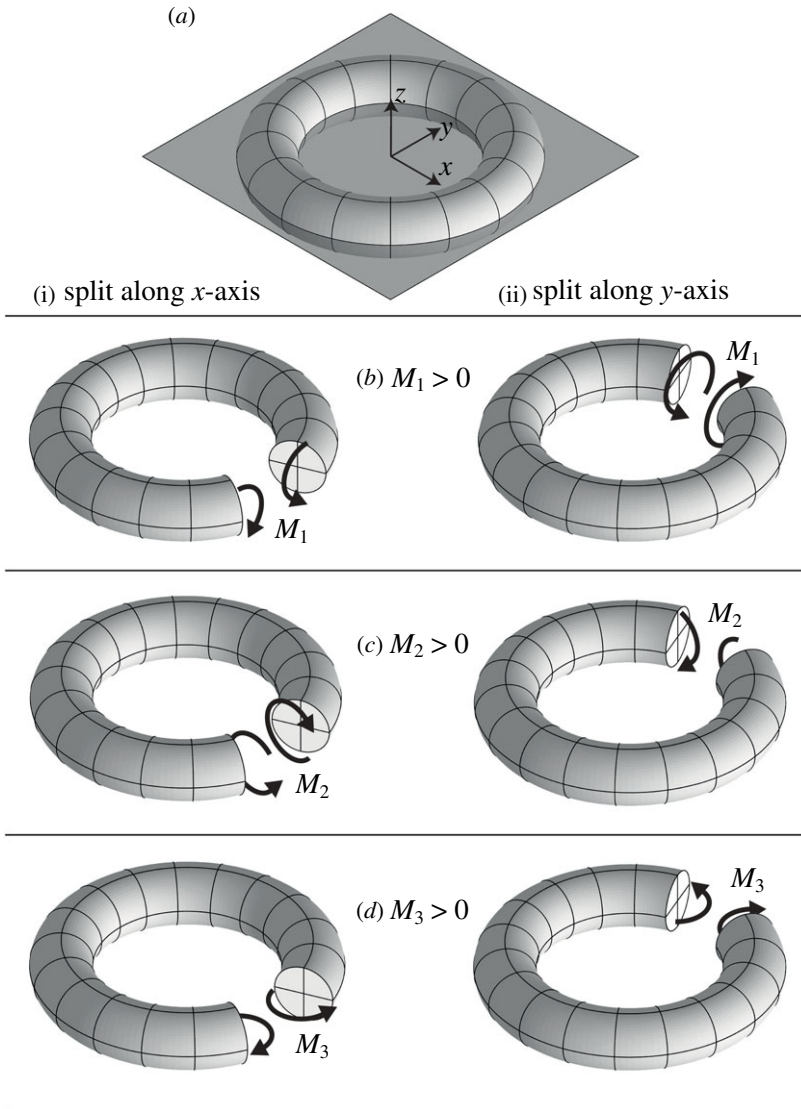 (a)
z
y
x
(i) split along x-axis
(ii) split along y-axis
(b) M1 > 0
M1
M1
(c) M2 > 0
M2
M2
(d) M3 > 0
M3
M3